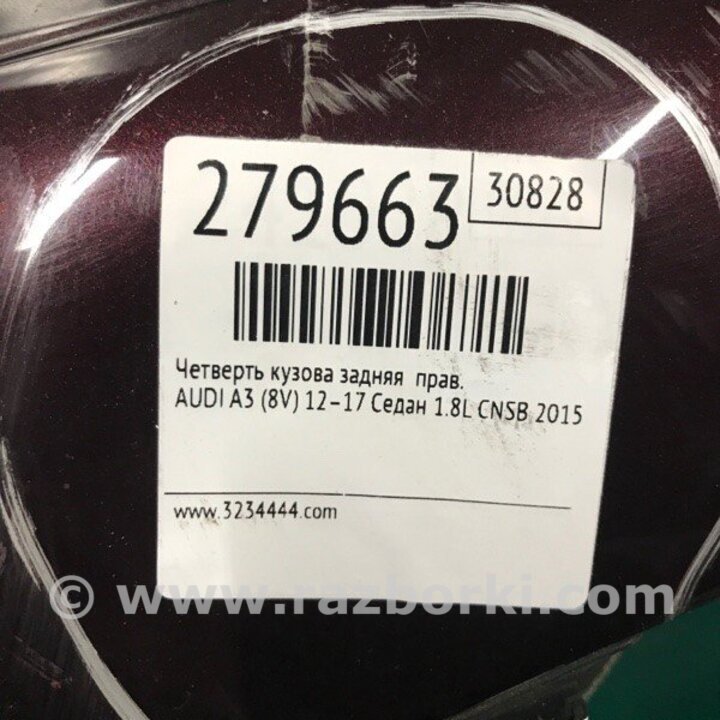 279663
30828
Четверть кузова задняя прав.
AUDI A3 (8V) 12-17 Седан 1.8L CNSB 2015
www.3234444.com
© www.razborki.com